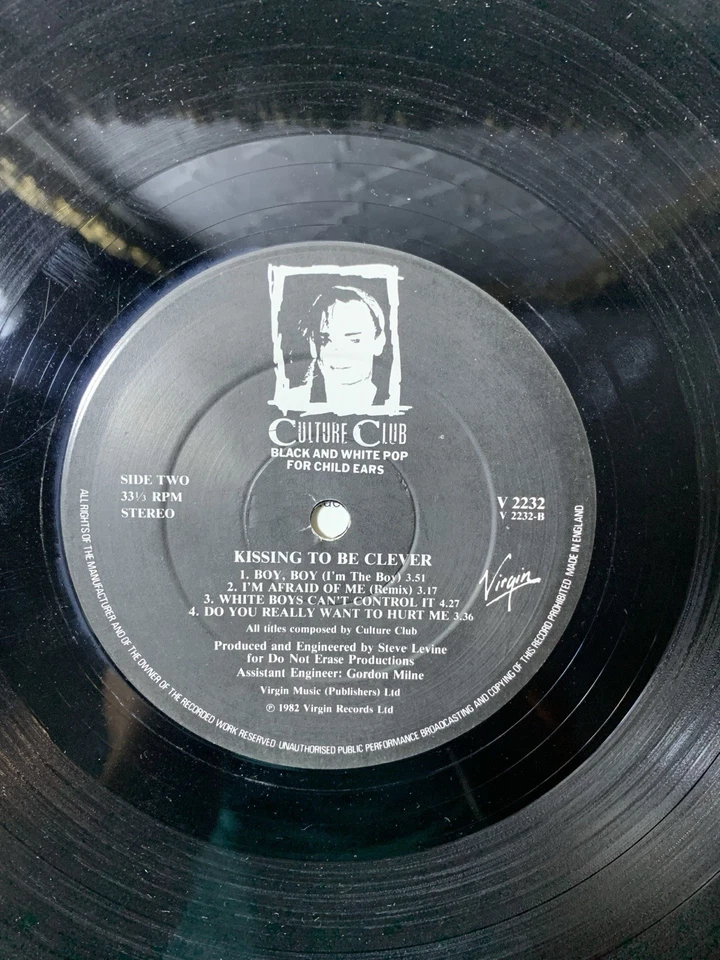 CULTURE CLUB
BLACK AND WHITE POP
FOR CHILD EARS
SIDE TWO
33⅓ RPM
STEREO
V 2232
V 2232-B
KISSING TO BE CLEVER
1. BOY, BOY (I'm The Boy) 3.51
2. I'M AFRAID OF ME (Remix) 3.17
3. WHITE BOYS CAN'T CONTROL IT 4.27
4. DO YOU REALLY WANT TO HURT ME 3.36
All titles composed by Culture Club
Produced and Engineered by Steve Levine
for Do Not Erase Productions
Assistant Engineer: Gordon Milne
Virgin Music (Publishers) Ltd
℗ 1982 Virgin Records Ltd
Virgin
ALL RIGHTS OF THE MANUFACTURER AND OF THE OWNER OF THE RECORDED WORK RESERVED UNAUTHORISED PUBLIC PERFORMANCE BROADCASTING AND COPYING OF THIS RECORD PROHIBITED MADE IN ENGLAND